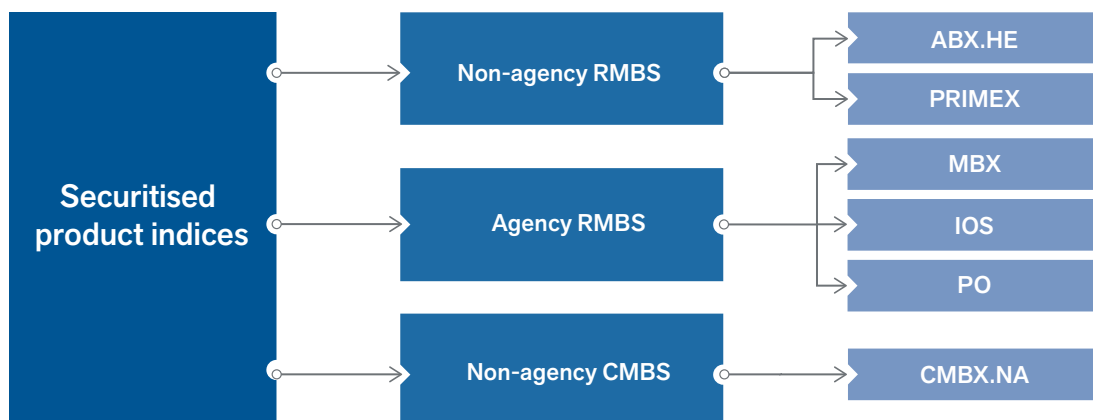 Securitised
product indices
Non-agency RMBS
ABX.HE
PRIMEX
Agency RMBS
MBX
IOS
PO
Non-agency CMBS
CMBX.NA